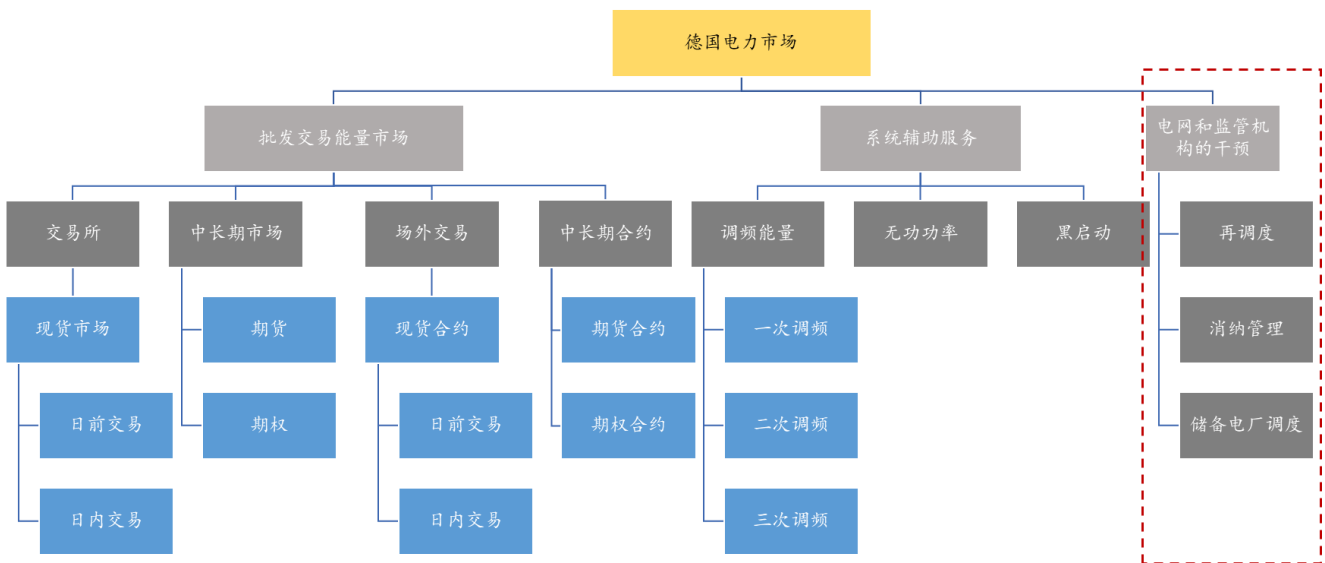 德国电力市场
批发交易能量市场
系统辅助服务
电网和监管机
构的干预
交易所
中长期市场
场外交易
中长期合约
调频能量
无功功率
黑启动
再调度
现货市场
期货
现货合约
期货合约
一次调频
消纳管理
日前交易
期权
日前交易
期权合约
二次调频
储备电厂调度
日内交易
日内交易
三次调频